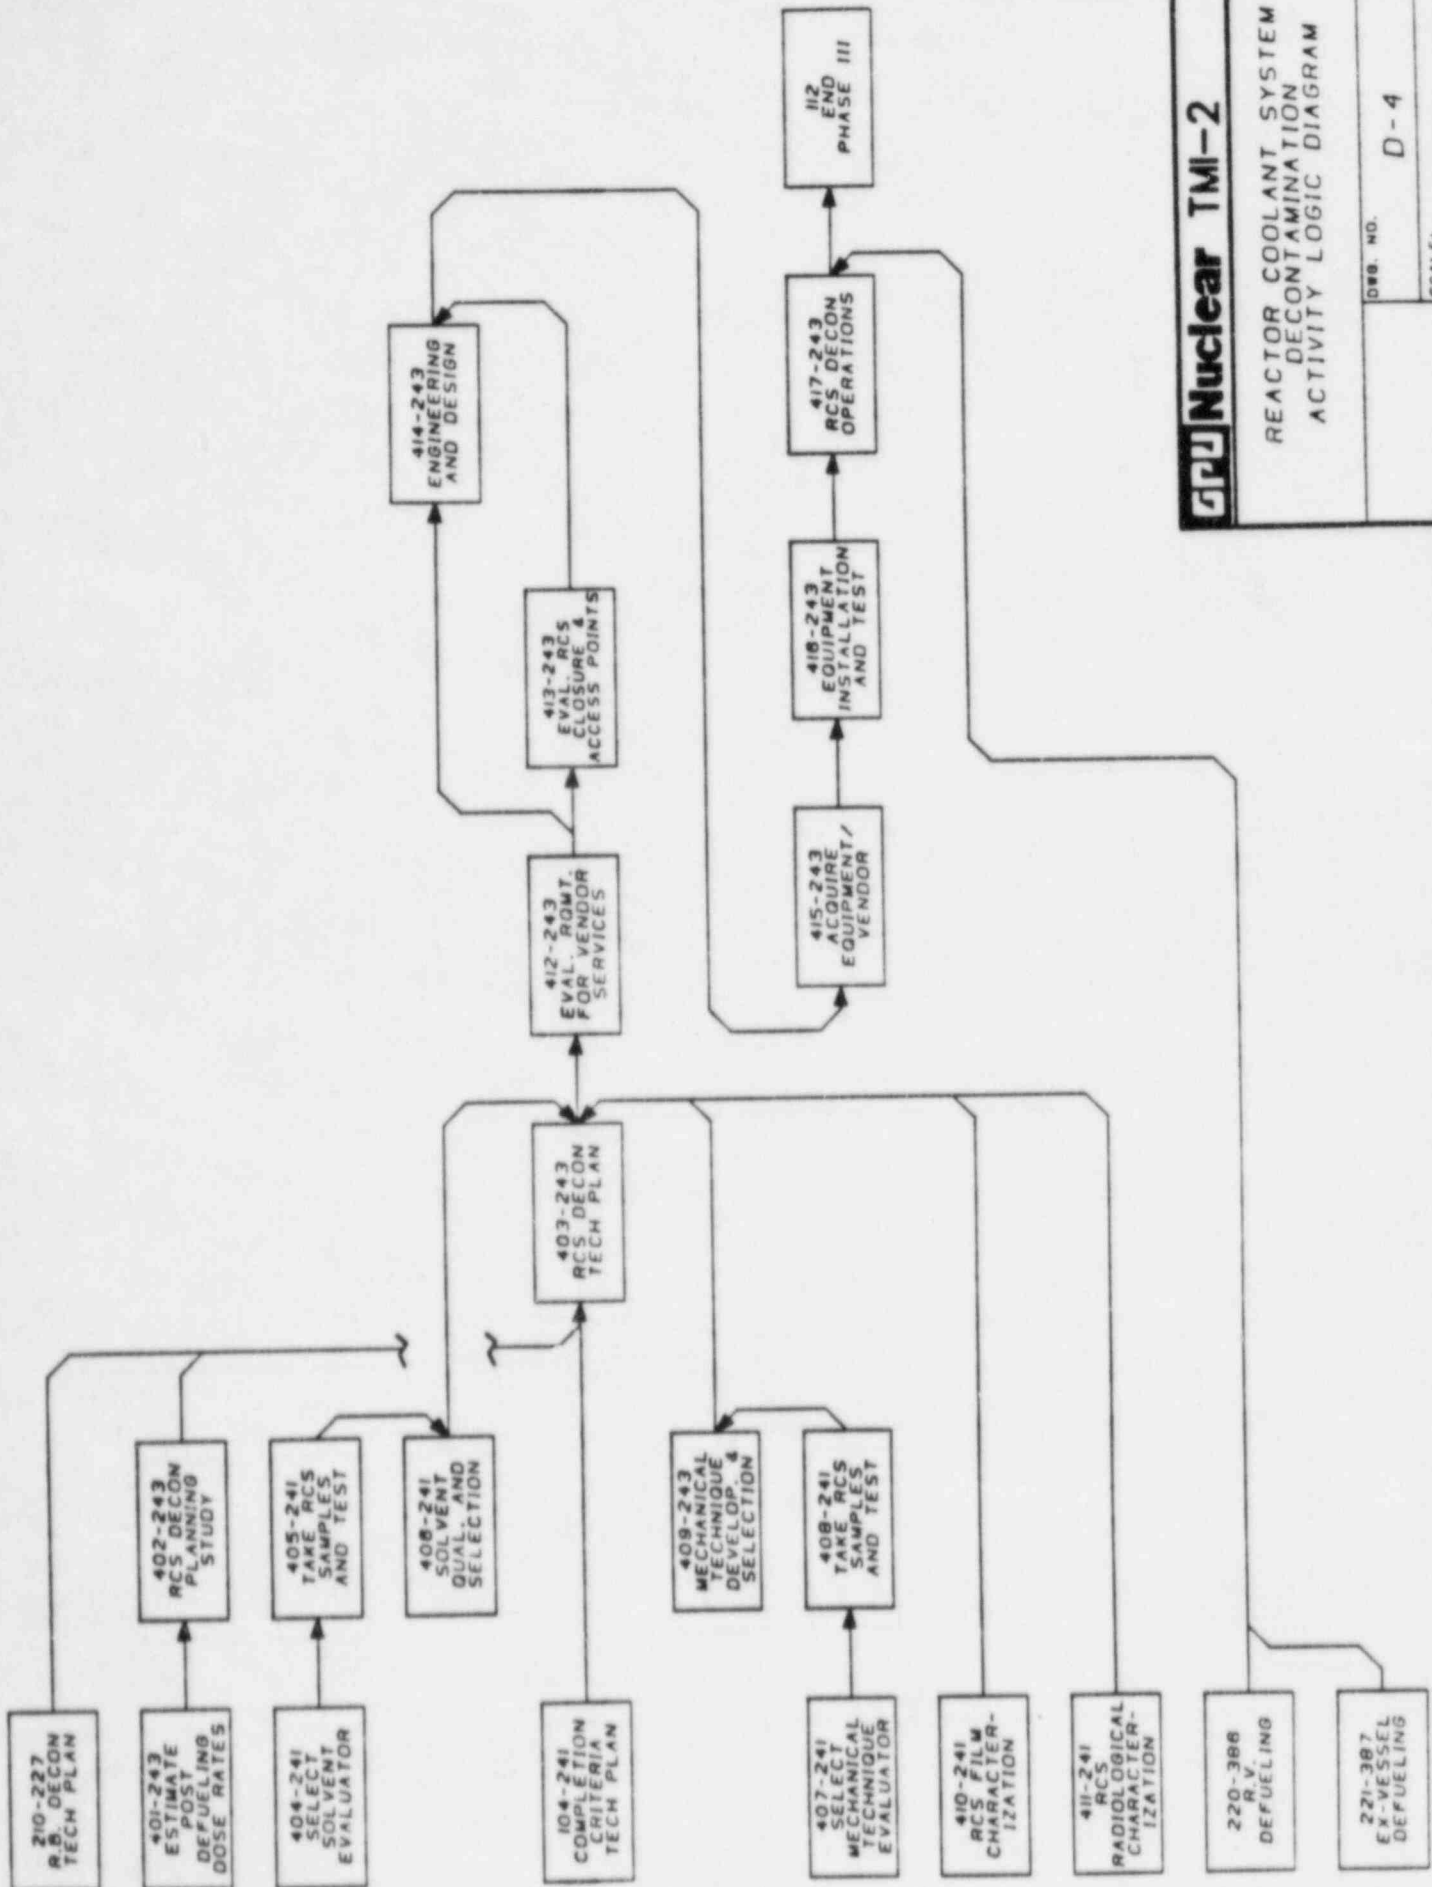 210-227
R.B. DECON
TECH PLAN
401-243
ESTIMATE
POST
DEFUELING
DOSE RATES
402-243
RCS DECON
PLANNING
STUDY
404-241
SELECT
SOLVENT
EVALUATOR
405-241
TAKE RCS
SAMPLES
AND TEST
406-241
SOLVENT
QUAL. AND
SELECTION
104-241
COMPLETION
CRITERIA
TECH PLAN
403-243
RCS DECON
TECH PLAN
407-241
SELECT
MECHANICAL
TECHNIQUE
EVALUATOR
409-243
MECHANICAL
TECHNIQUE
DEVELOP. &
SELECTION
408-241
TAKE RCS
SAMPLES
AND TEST
410-241
RCS FILM
CHARACTER-
IZATION
411-241
RCS
RADIOLOGICAL
CHARACTER-
IZATION
220-386
R.V.
DEFUELING
221-387
EX-VESSEL
DEFUELING
412-243
EVAL. RQMT.
FOR VENDOR
SERVICES
413-243
EVAL. RCS
CLOSURE &
ACCESS POINTS
414-243
ENGINEERING
AND DESIGN
415-243
ACQUIRE
EQUIPMENT/
VENDOR
416-243
EQUIPMENT
INSTALLATION
AND TEST
417-243
RCS DECON
OPERATIONS
112
END
PHASE III
GPU Nuclear TMI-2
REACTOR COOLANT SYSTEM
DECONTAMINATION
ACTIVITY LOGIC DIAGRAM
DWG. NO.
D-4